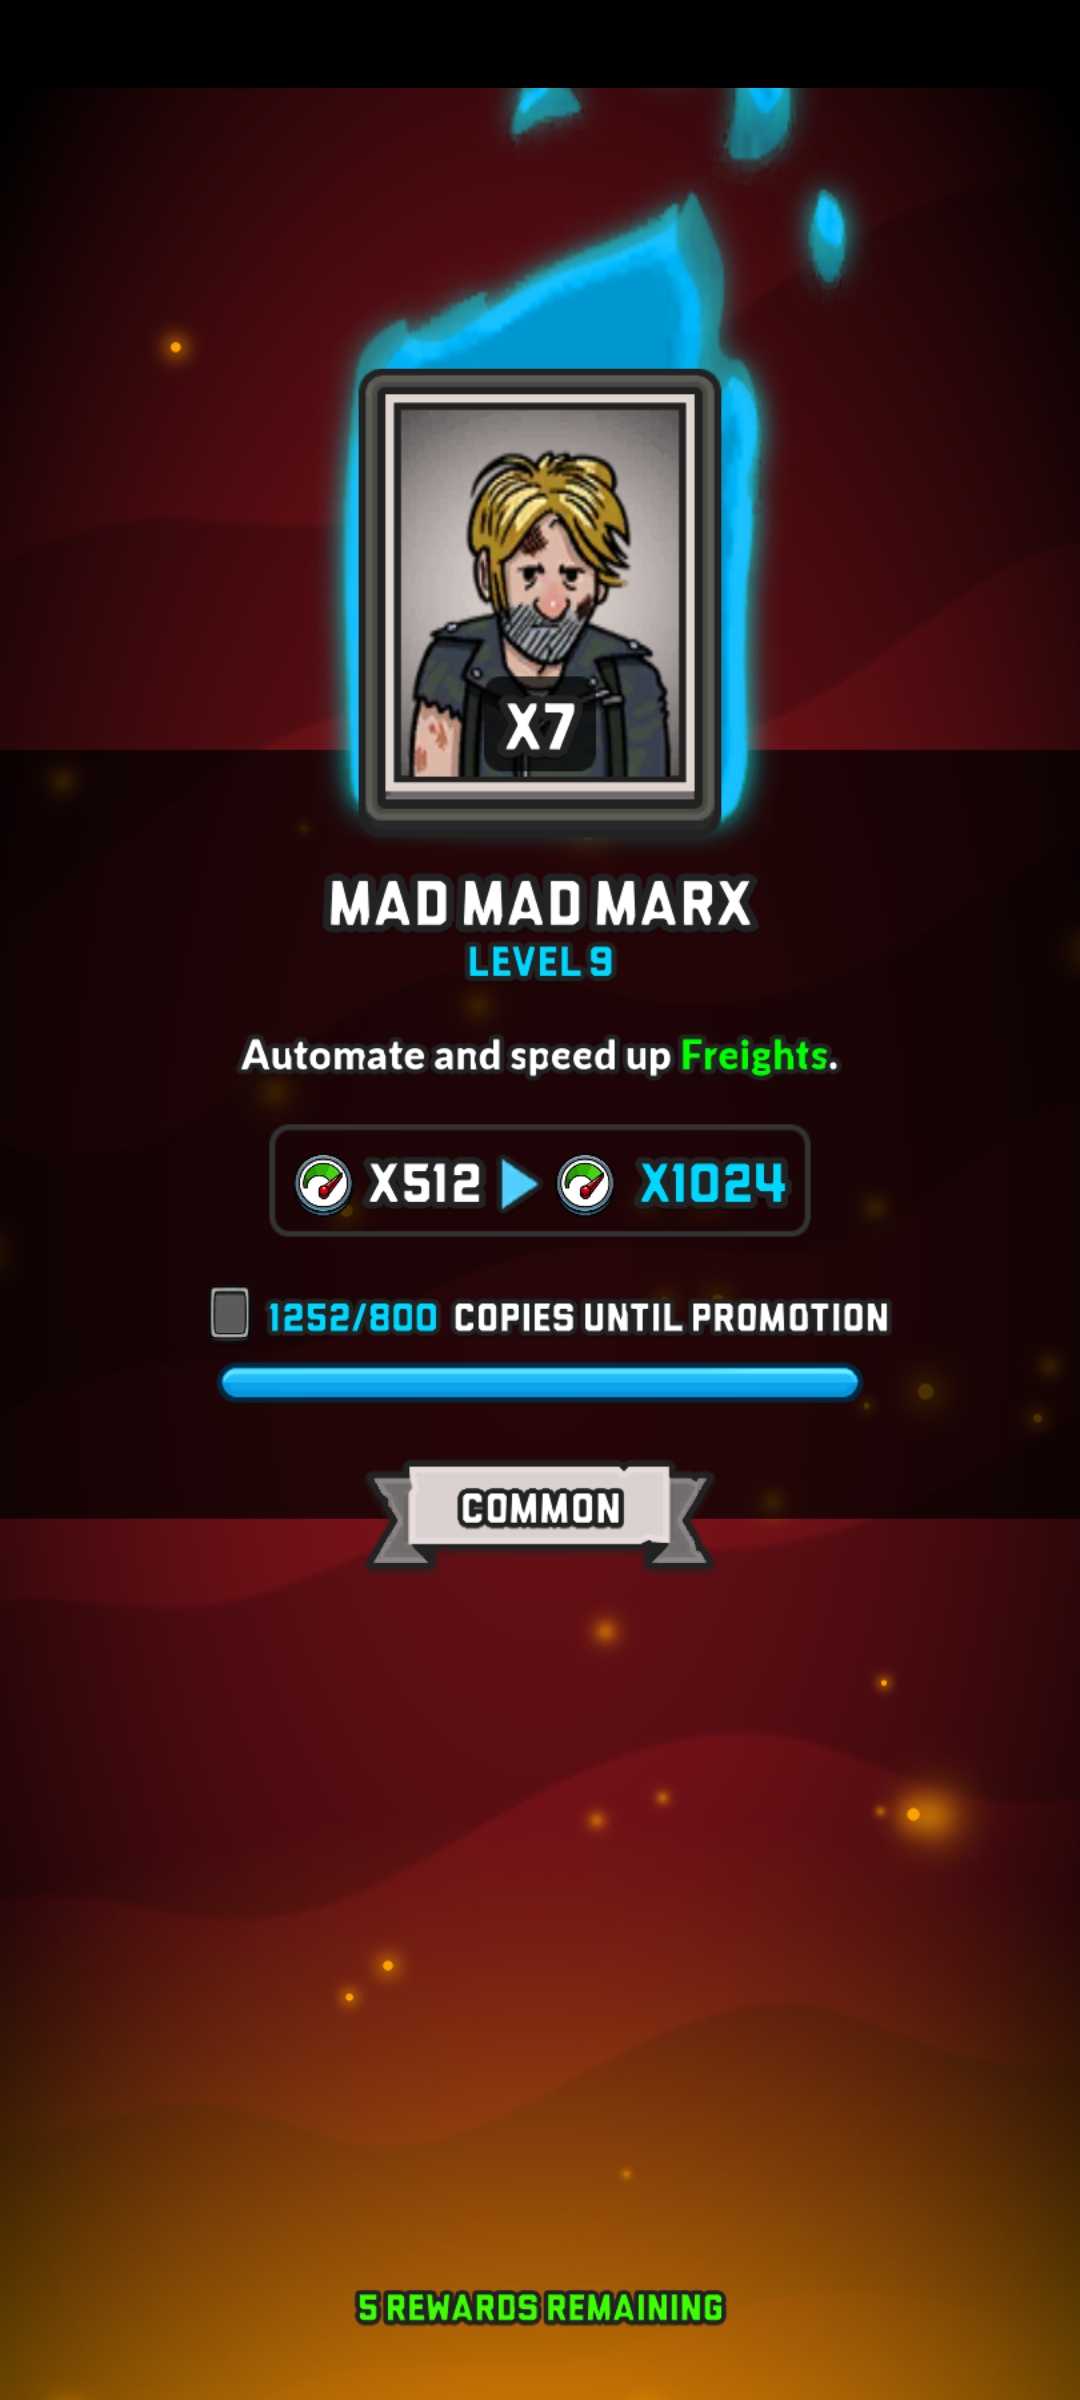 X7
MAD MAD MARX
LEVEL 9
Automate and speed up Freights.
X512 X1024
1252/800 COPIES UNTIL PROMOTION
COMMON
5 REWARDS REMAINING